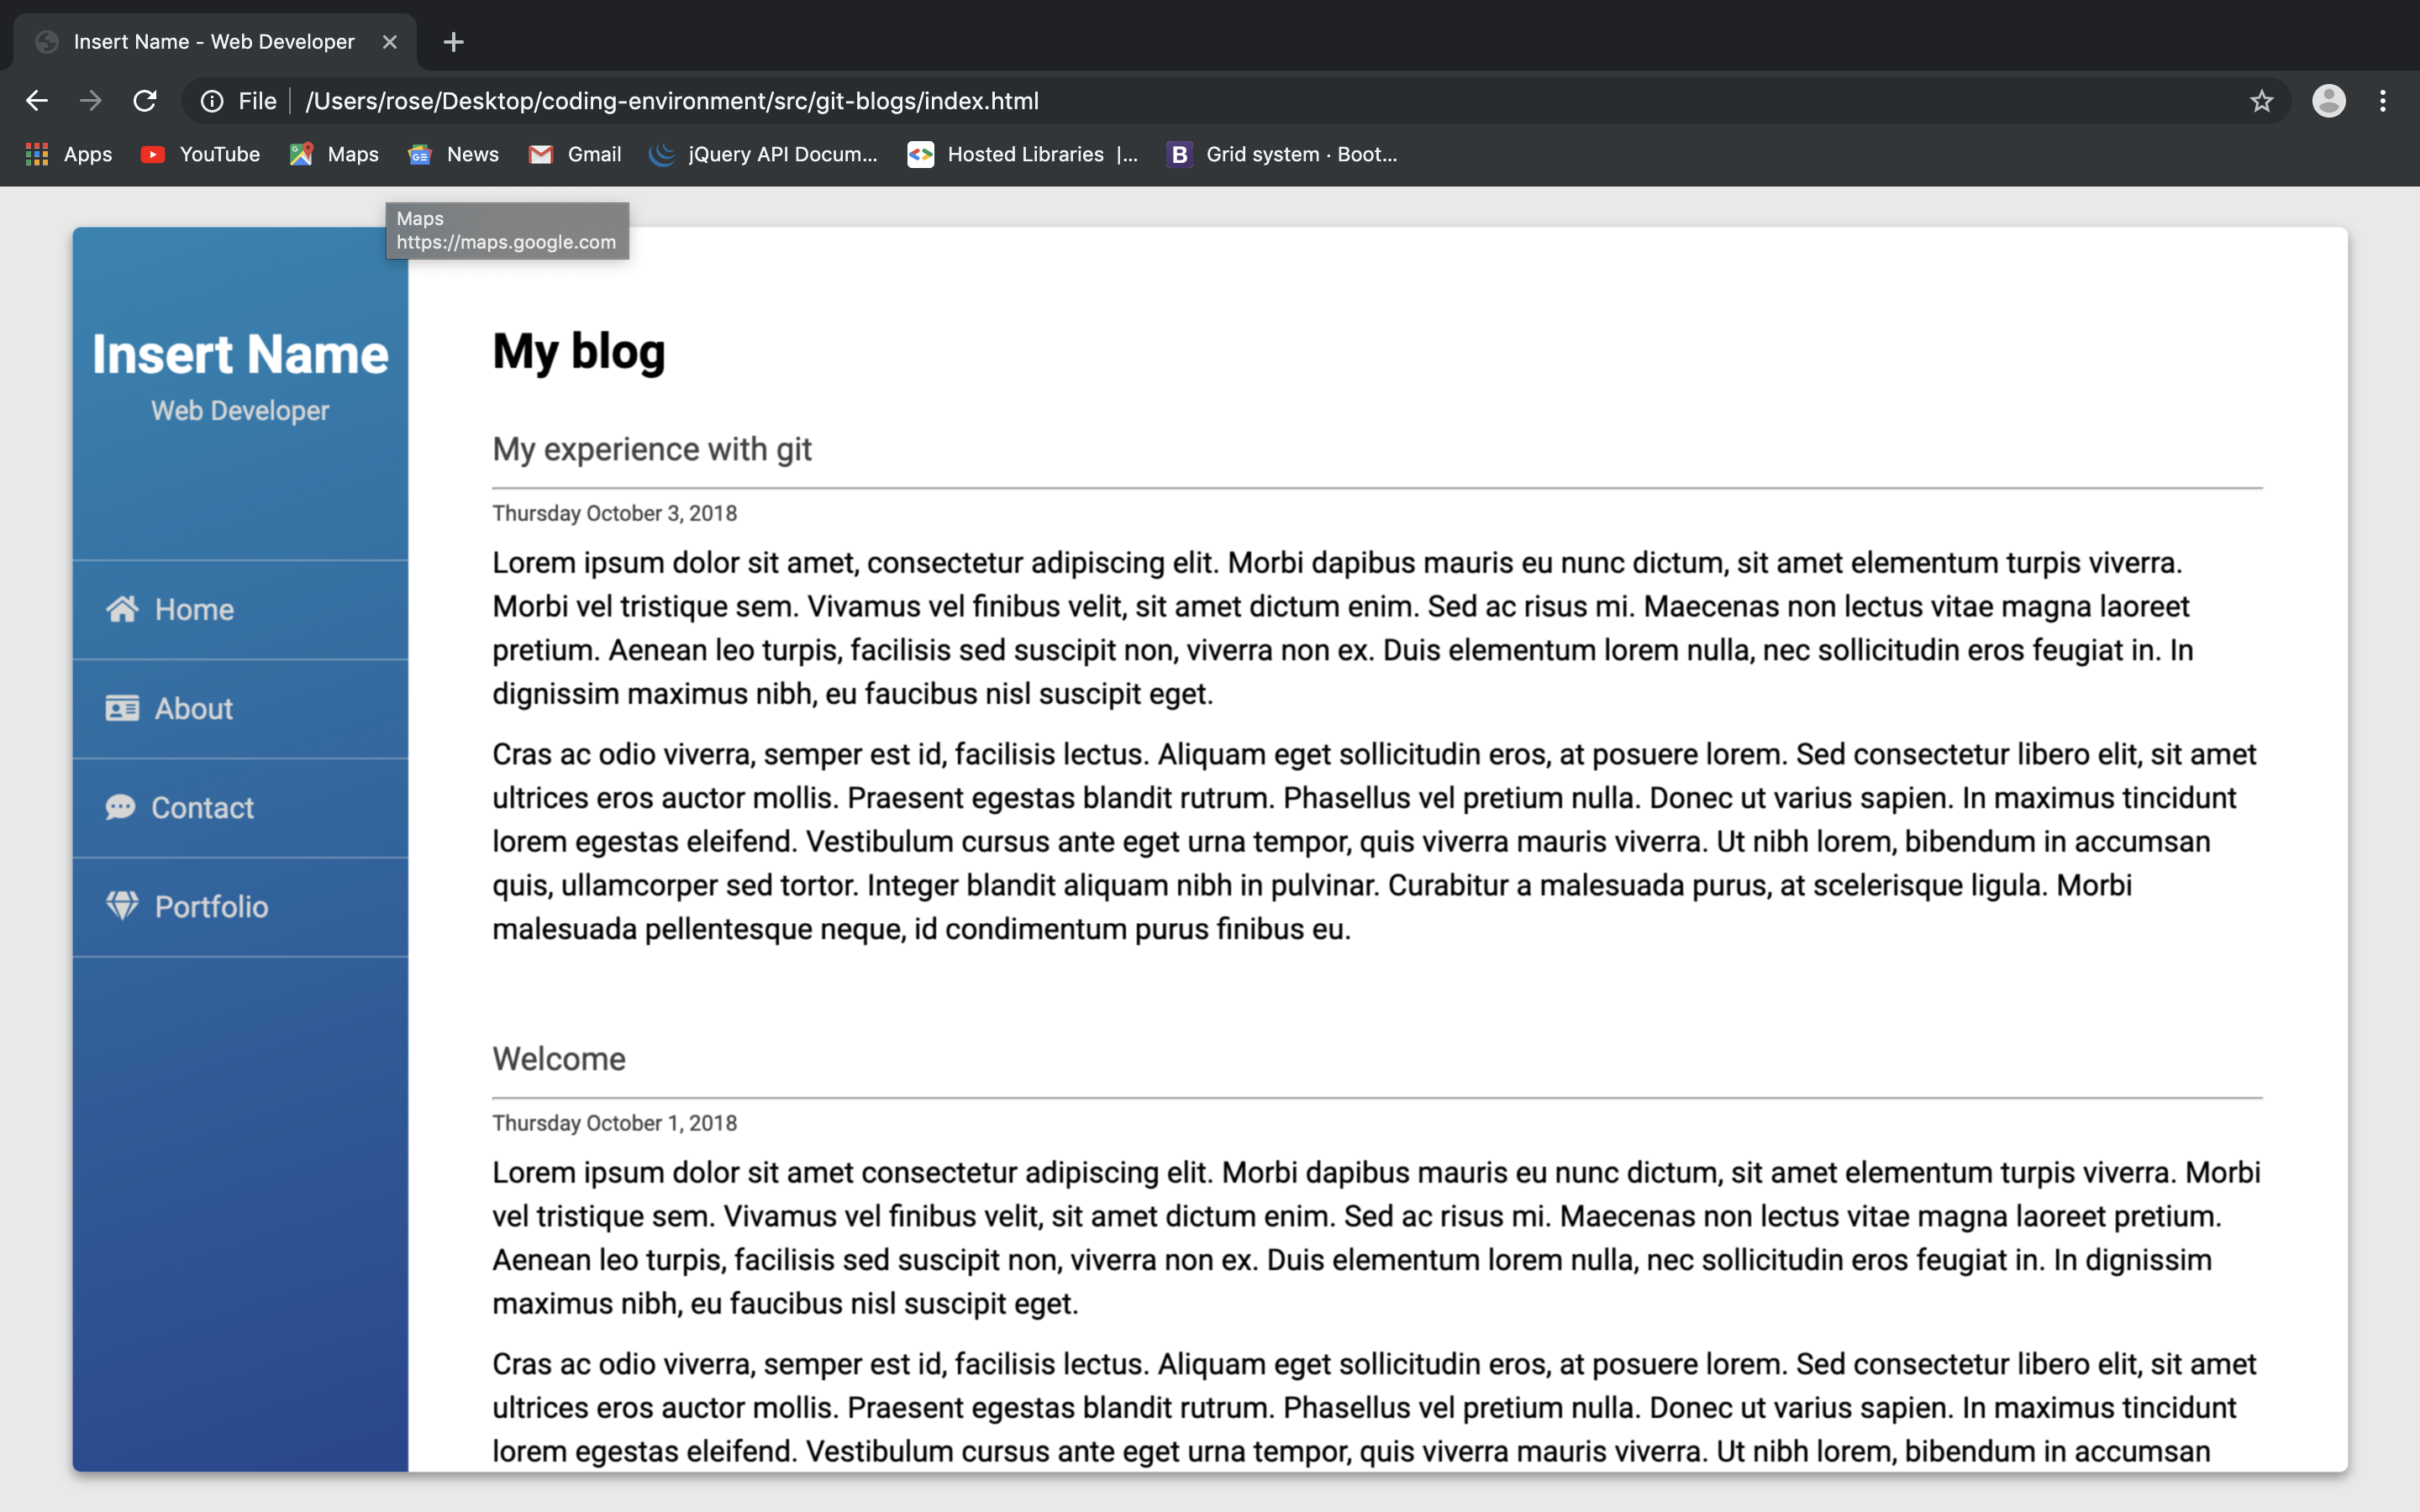 Insert Name - Web Developer
File /Users/rose/Desktop/coding-environment/src/git-blogs/index.html
Apps YouTube Maps News Gmail jQuery API Docum... Hosted Libraries |... B Grid system · Boot...
Maps
https://maps.google.com
Insert Name
Web Developer
Home
About
Contact
Portfolio
My blog
My experience with git
Thursday October 3, 2018
Lorem ipsum dolor sit amet, consectetur adipiscing elit. Morbi dapibus mauris eu nunc dictum, sit amet elementum turpis viverra.
Morbi vel tristique sem. Vivamus vel finibus velit, sit amet dictum enim. Sed ac risus mi. Maecenas non lectus vitae magna laoreet
pretium. Aenean leo turpis, facilisis sed suscipit non, viverra non ex. Duis elementum lorem nulla, nec sollicitudin eros feugiat in. In
dignissim maximus nibh, eu faucibus nisl suscipit eget.
Cras ac odio viverra, semper est id, facilisis lectus. Aliquam eget sollicitudin eros, at posuere lorem. Sed consectetur libero elit, sit amet
ultrices eros auctor mollis. Praesent egestas blandit rutrum. Phasellus vel pretium nulla. Donec ut varius sapien. In maximus tincidunt
lorem egestas eleifend. Vestibulum cursus ante eget urna tempor, quis viverra mauris viverra. Ut nibh lorem, bibendum in accumsan
quis, ullamcorper sed tortor. Integer blandit aliquam nibh in pulvinar. Curabitur a malesuada purus, at scelerisque ligula. Morbi
malesuada pellentesque neque, id condimentum purus finibus eu.
Welcome
Thursday October 1, 2018
Lorem ipsum dolor sit amet consectetur adipiscing elit. Morbi dapibus mauris eu nunc dictum, sit amet elementum turpis viverra. Morbi
vel tristique sem. Vivamus vel finibus velit, sit amet dictum enim. Sed ac risus mi. Maecenas non lectus vitae magna laoreet pretium.
Aenean leo turpis, facilisis sed suscipit non, viverra non ex. Duis elementum lorem nulla, nec sollicitudin eros feugiat in. In dignissim
maximus nibh, eu faucibus nisl suscipit eget.
Cras ac odio viverra, semper est id, facilisis lectus. Aliquam eget sollicitudin eros, at posuere lorem. Sed consectetur libero elit, sit amet
ultrices eros auctor mollis. Praesent egestas blandit rutrum. Phasellus vel pretium nulla. Donec ut varius sapien. In maximus tincidunt
lorem egestas eleifend. Vestibulum cursus ante eget urna tempor, quis viverra mauris viverra. Ut nibh lorem, bibendum in accumsan